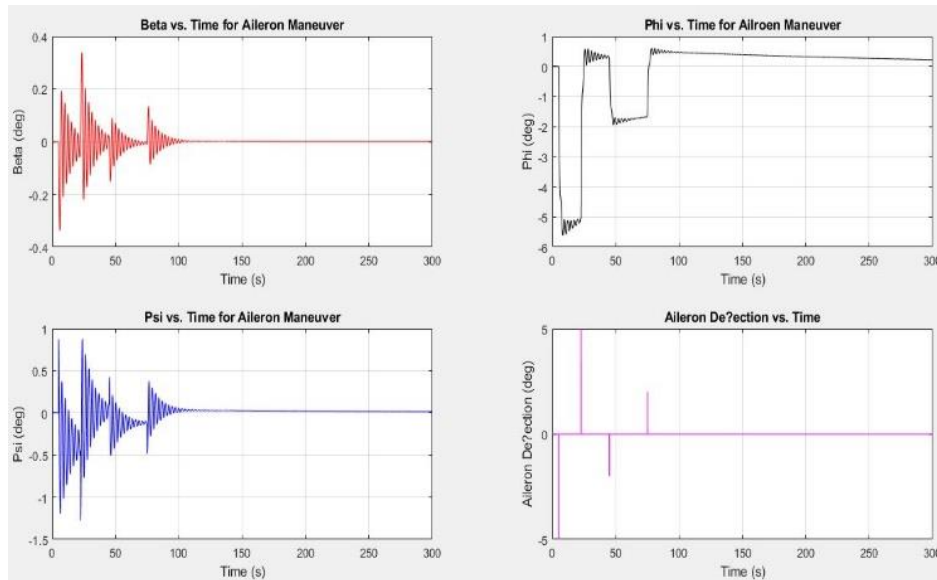 Beta vs. Time for Aileron Maneuver
0.4
0.2
0
-0.2
-0.4
Beta (deg)
0 50 100 150 200 250 300
Time (s)
Phi vs. Time for Ailroen Maneuver
1
0
-1
-2
-3
-4
-5
-6
Phi (deg)
0 50 100 150 200 250 300
Time (s)
Psi vs. Time for Aileron Maneuver
1
0.5
0
-0.5
-1
-1.5
Psi (deg)
0 50 100 150 200 250 300
Time (s)
Aileron De?ection vs. Time
5
0
-5
Aileron De?ection (deg)
0 50 100 150 200 250 300
Time (s)